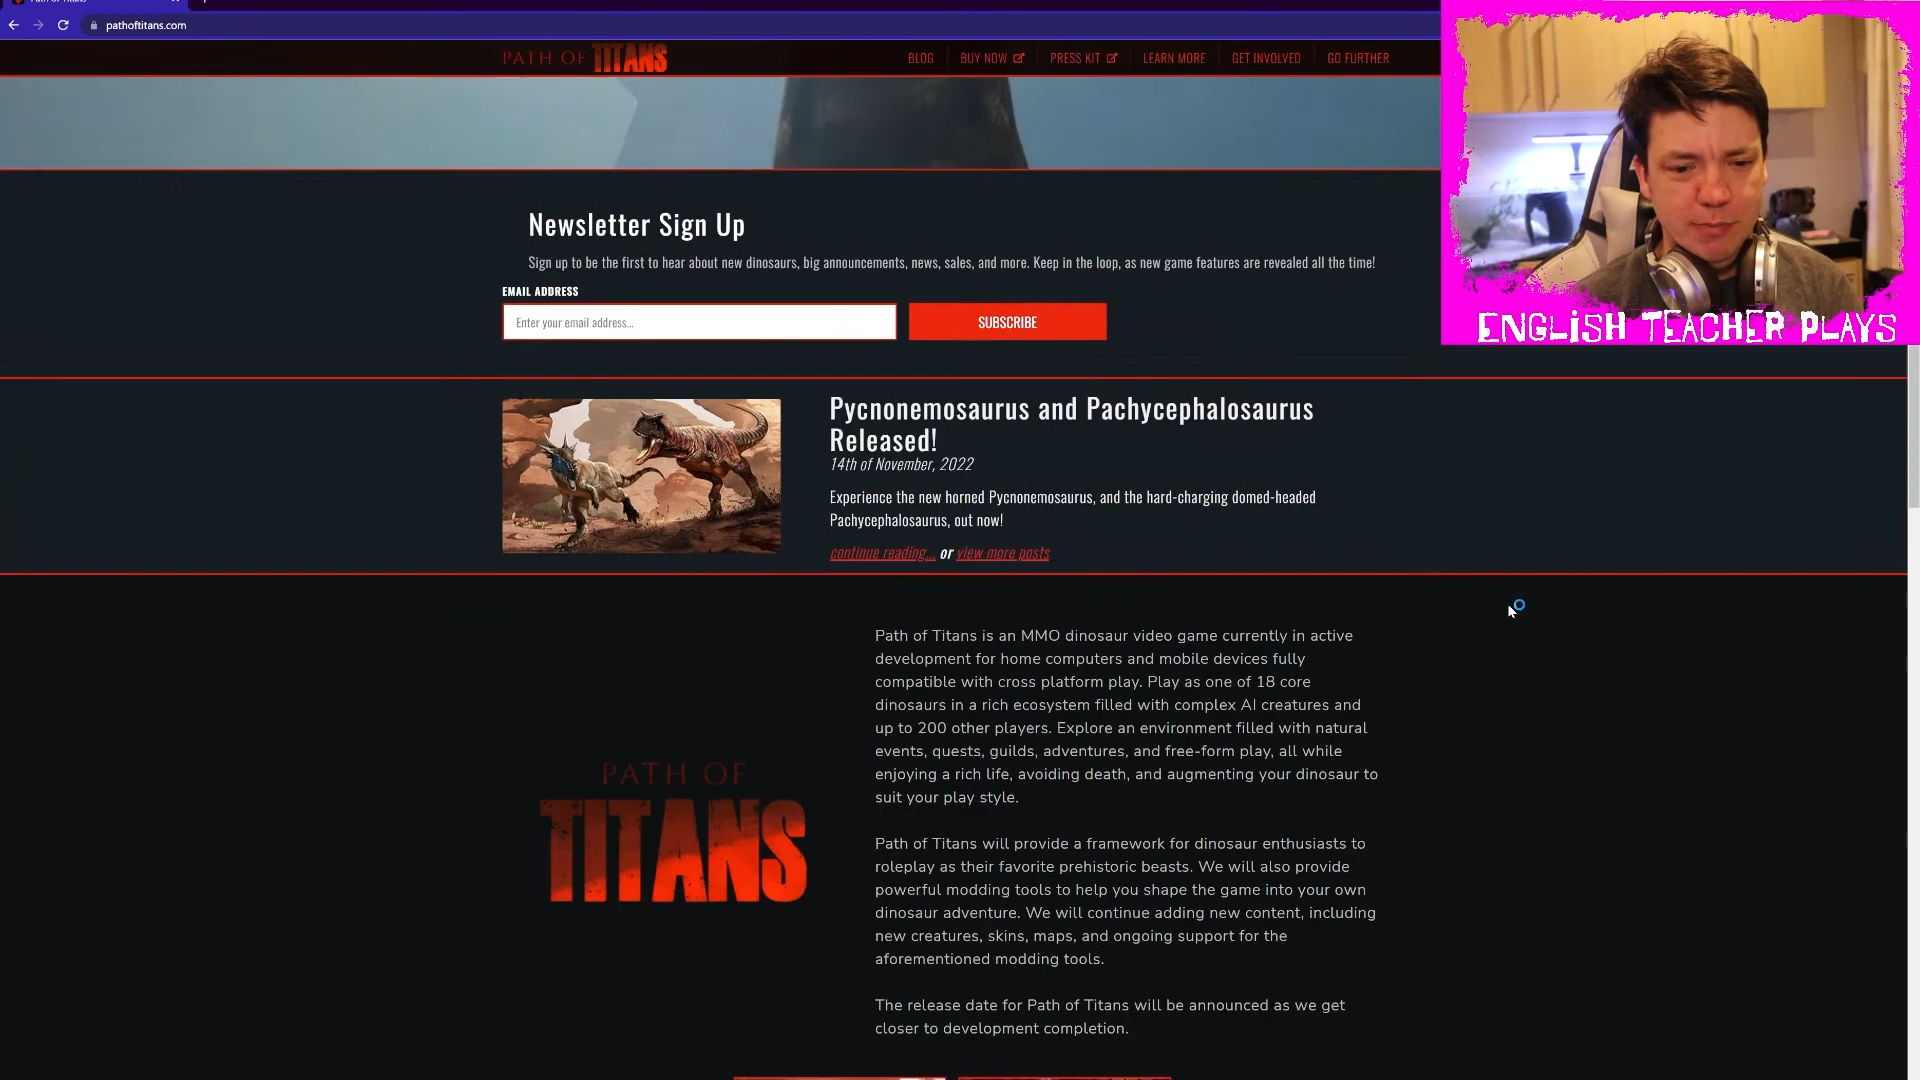 pathoftitans.com
PATH OF TITANS
BLOG
BUY NOW
PRESS KIT
LEARN MORE
GET INVOLVED
GO FURTHER
ENGLiSH TEACHER PLAYS
Newsletter Sign Up
Sign up to be the first to hear about new dinosaurs, big announcements, news, sales, and more. Keep in the loop, as new game features are revealed all the time!
EMAIL ADDRESS
Enter your email address...
SUBSCRIBE
Pycnonemosaurus and Pachycephalosaurus
Released!
14th of November, 2022
Experience the new horned Pycnonemosaurus, and the hard-charging domed-headed
Pachycephalosaurus, out now!
continue reading... or view more posts
Path of Titans is an MMO dinosaur video game currently in active
development for home computers and mobile devices fully
compatible with cross platform play. Play as one of 18 core
dinosaurs in a rich ecosystem filled with complex AI creatures and
up to 200 other players. Explore an environment filled with natural
events, quests, guilds, adventures, and free-form play, all while
enjoying a rich life, avoiding death, and augmenting your dinosaur to
suit your play style.
Path of Titans will provide a framework for dinosaur enthusiasts to
roleplay as their favorite prehistoric beasts. We will also provide
powerful modding tools to help you shape the game into your own
dinosaur adventure. We will continue adding new content, including
new creatures, skins, maps, and ongoing support for the
aforementioned modding tools.
The release date for Path of Titans will be announced as we get
closer to development completion.
PATH OF
TITANS